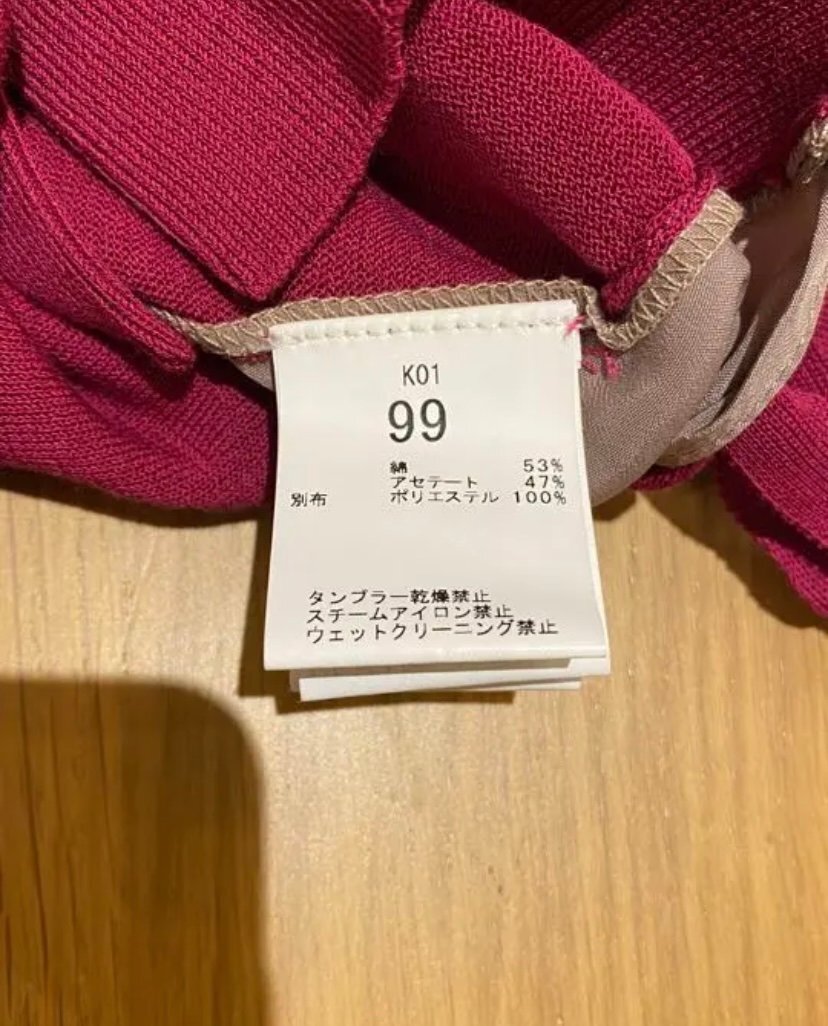 K01
99
綿 53%
アセテート 47%
別布 ポリエステル 100%
タンブラー乾燥禁止
スチームアイロン禁止
ウェットクリーニング禁止